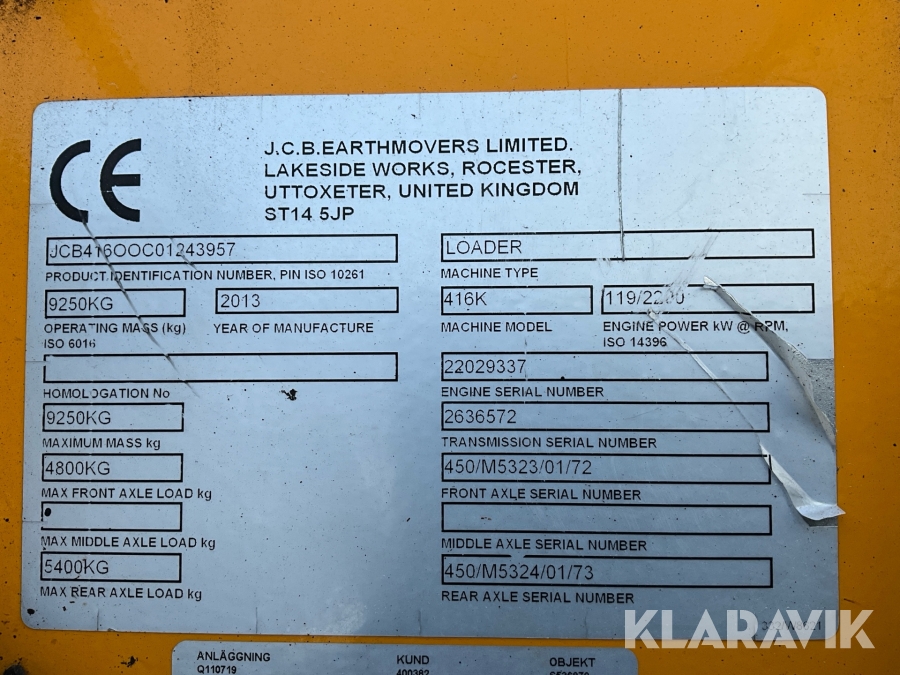 CE
J.C.B.EARTHMOVERS LIMITED.
LAKESIDE WORKS, ROCESTER,
UTTOXETER, UNITED KINGDOM
ST14 5JP
JCB416OOC01243957
PRODUCT IDENTIFICATION NUMBER, PIN ISO 10261
LOADER
MACHINE TYPE
9250KG
OPERATING MASS (kg)
ISO 6016
2013
YEAR OF MANUFACTURE
416K
MACHINE MODEL
119/2200
ENGINE POWER kW @ RPM,
ISO 14396
HOMOLOGATION No
22029337
ENGINE SERIAL NUMBER
9250KG
MAXIMUM MASS kg
2636572
TRANSMISSION SERIAL NUMBER
4800KG
MAX FRONT AXLE LOAD kg
450/M5323/01/72
FRONT AXLE SERIAL NUMBER
MAX MIDDLE AXLE LOAD kg
MIDDLE AXLE SERIAL NUMBER
5400KG
MAX REAR AXLE LOAD kg
450/M5324/01/73
REAR AXLE SERIAL NUMBER
KLARAVIK
ANLÄGGNING
Q110719
KUND
400382
OBJEKT